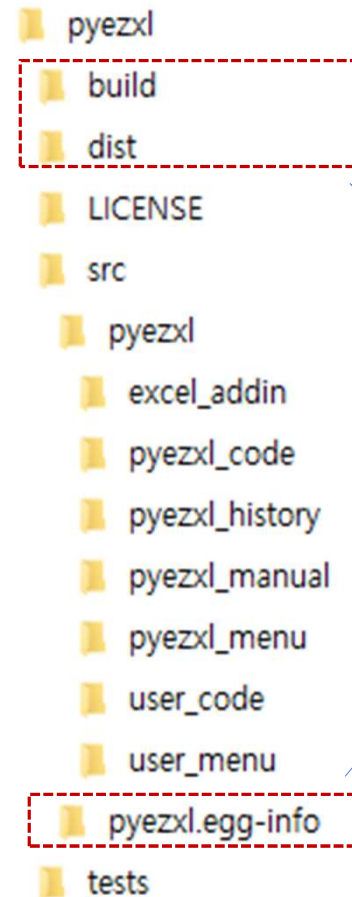 pyezxl
build
dist
LICENSE
src
pyezxl
excel_addin
pyezxl_code
pyezxl_history
pyezxl_manual
pyezxl_menu
user_code
user_menu
pyezxl.egg-info
tests